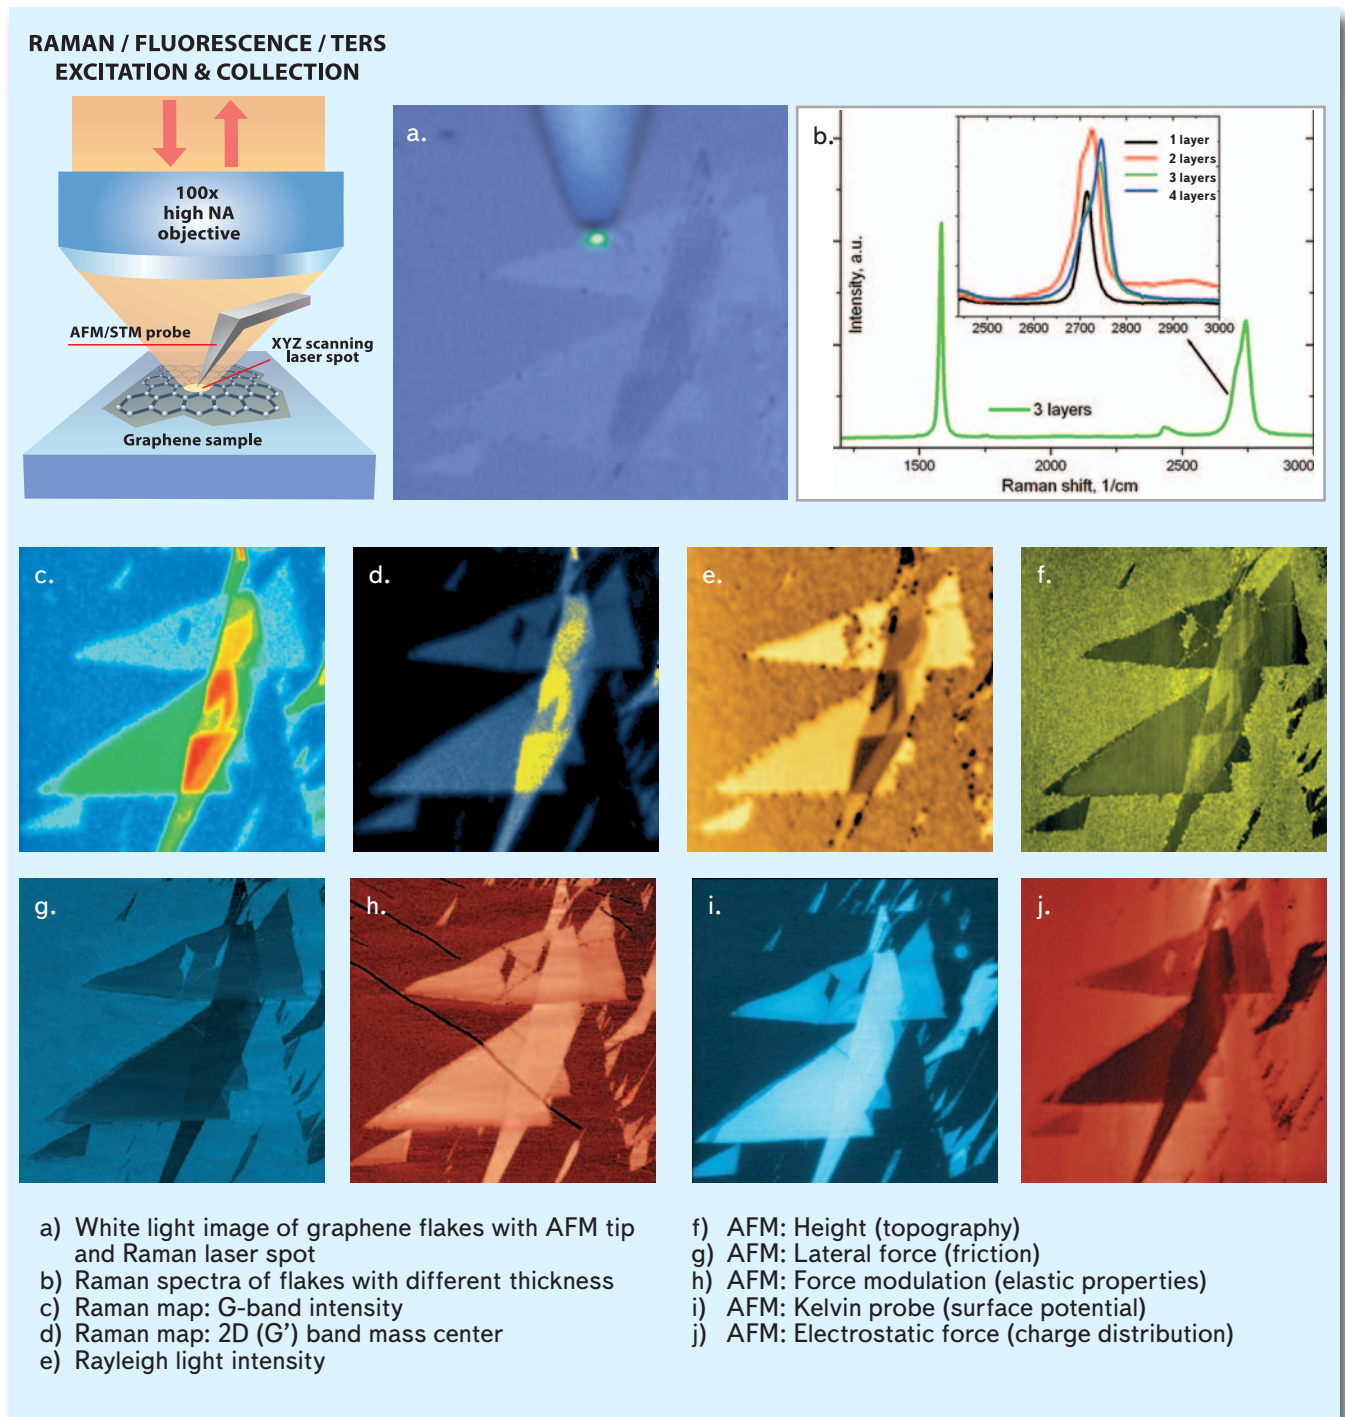 RAMAN / FLUORESCENCE / TERS
EXCITATION & COLLECTION
100x
high NA
objective
AFM/STM probe
XYZ scanning
laser spot
Graphene sample
a.
b.
Intensity, a.u.
1 layer
2 layers
3 layers
4 layers
2500 2600 2700 2800 2900 3000
3 layers
1500 2000 2500 3000
Raman shift, 1/cm
c.
d.
e.
f.
g.
h.
i.
j.
a) White light image of graphene flakes with AFM tip
and Raman laser spot
b) Raman spectra of flakes with different thickness
c) Raman map: G-band intensity
d) Raman map: 2D (G’) band mass center
e) Rayleigh light intensity
f) AFM: Height (topography)
g) AFM: Lateral force (friction)
h) AFM: Force modulation (elastic properties)
i) AFM: Kelvin probe (surface potential)
j) AFM: Electrostatic force (charge distribution)